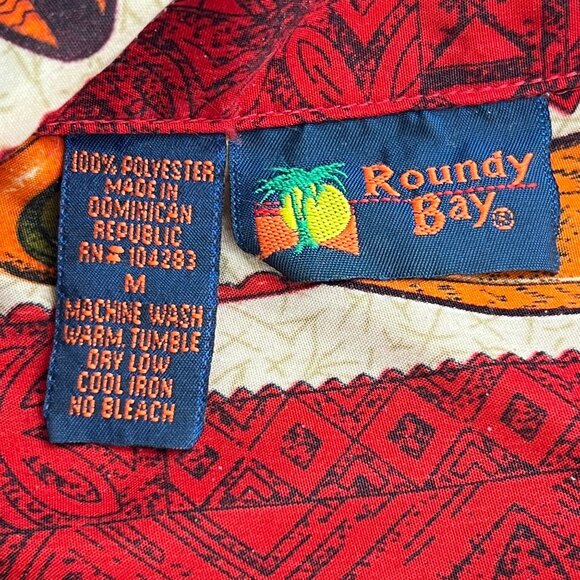 100% POLYESTER
MADE IN
DOMINICAN
REPUBLIC
RN# 104383
M
MACHINE WASH
WARM TUMBLE
DRY LOW
COOL IRON
NO BLEACH
Roundy
Bay®